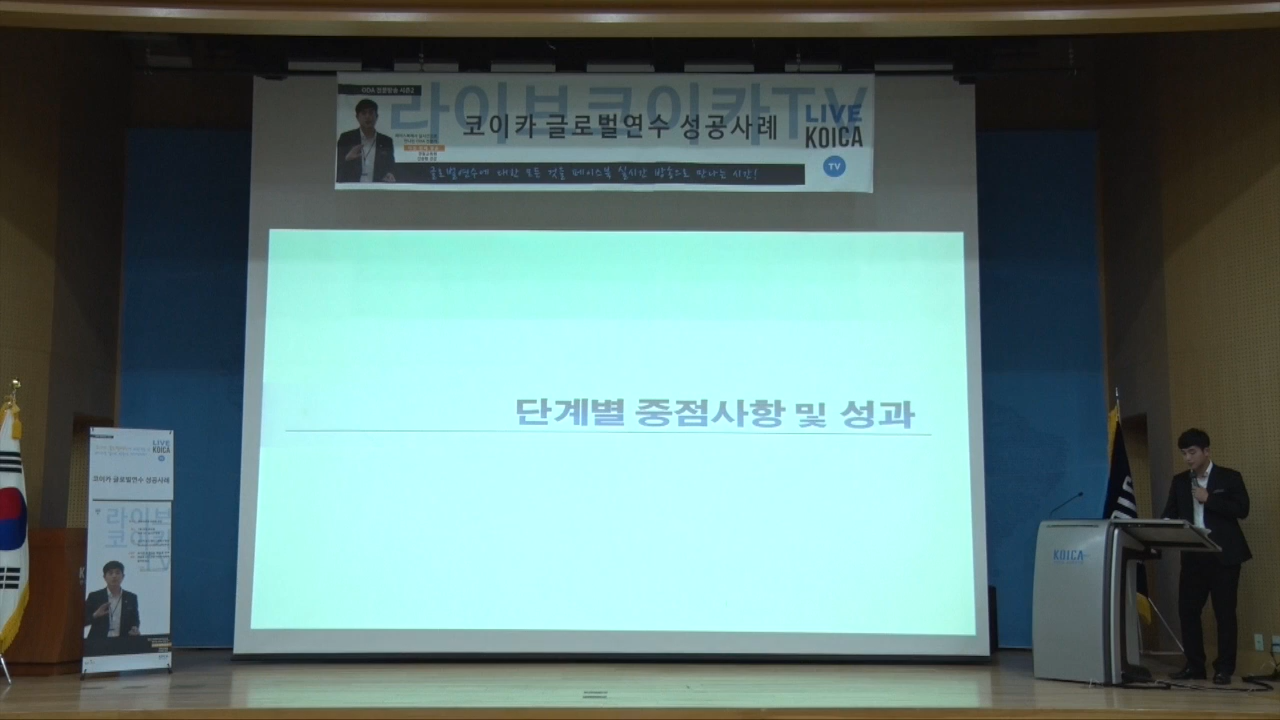 ODA 전문방송 시즌2
라이브코이카TV
코이카 글로벌연수 성공사례
LIVE
KOICA
TV
글로벌연수에 대한 모든 것을 페이스북 실시간 방송으로 만나는 시간!
단계별 중점사항 및 성과
LIVE
KOICA
코이카 글로벌연수 성공사례
라이브
코이카
TV
KOICA